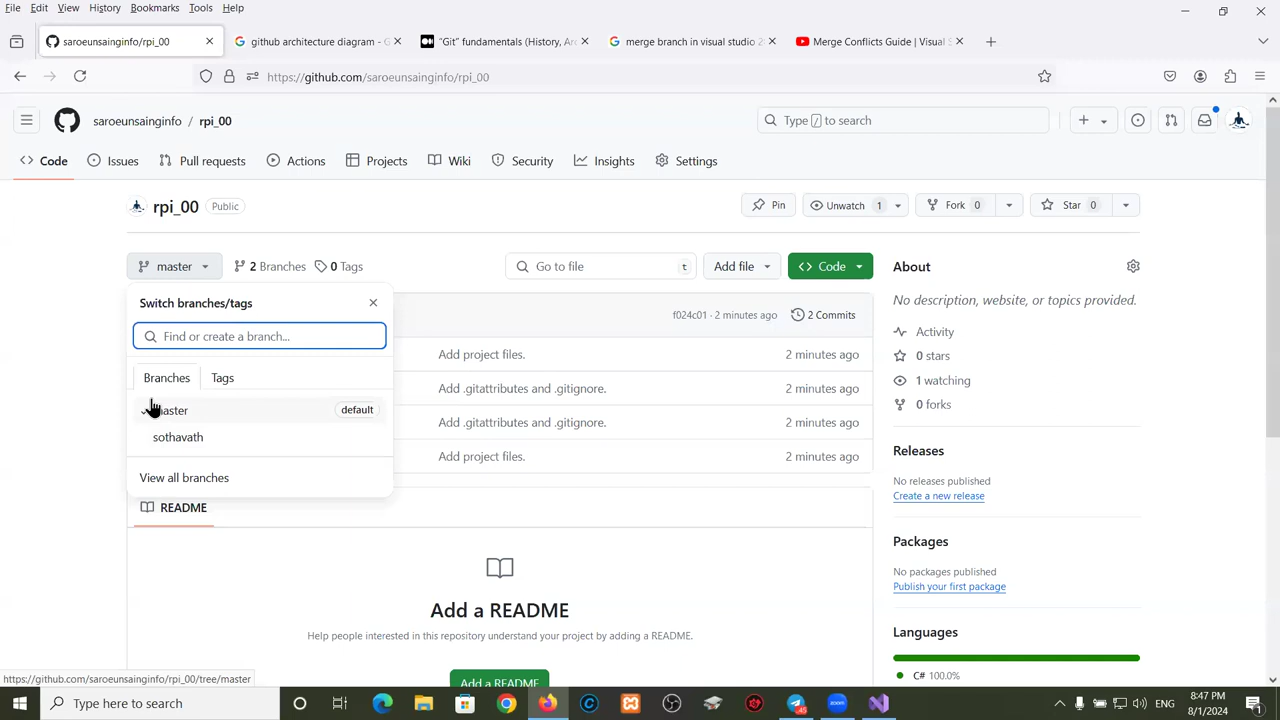 File Edit View History Bookmarks Tools Help
saroeunsainginfo/rpi_00
github architecture diagram - G
"Git" fundamentals (History, Ar
merge branch in visual studio 2
Merge Conflicts Guide | Visual S
https://github.com/saroeunsainginfo/rpi_00
saroeunsainginfo / rpi_00
Type / to search
Code Issues Pull requests Actions Projects Wiki Security Insights Settings
rpi_00 Public
Pin Unwatch 1 Fork 0 Star 0
master 2 Branches 0 Tags
Go to file t Add file Code
Switch branches/tags
Find or create a branch...
Branches Tags
master default
sothavath
View all branches
f024c01 · 2 minutes ago 2 Commits
Add project files. 2 minutes ago
Add .gitattributes and .gitignore. 2 minutes ago
Add .gitattributes and .gitignore. 2 minutes ago
Add project files. 2 minutes ago
README
Add a README
Help people interested in this repository understand your project by adding a README.
Add a README
About
No description, website, or topics provided.
Activity
0 stars
1 watching
0 forks
Releases
No releases published
Create a new release
Packages
No packages published
Publish your first package
Languages
C# 100.0%
https://github.com/saroeunsainginfo/rpi_00/tree/master
Type here to search
45
zoom
ENG
8:47 PM
8/1/2024